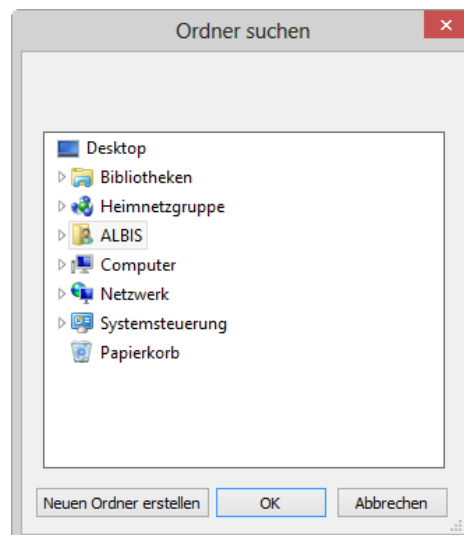 Ordner suchen
Desktop
Bibliotheken
Heimnetzgruppe
ALBIS
Computer
Netzwerk
Systemsteuerung
Papierkorb
Neuen Ordner erstellen OK Abbrechen